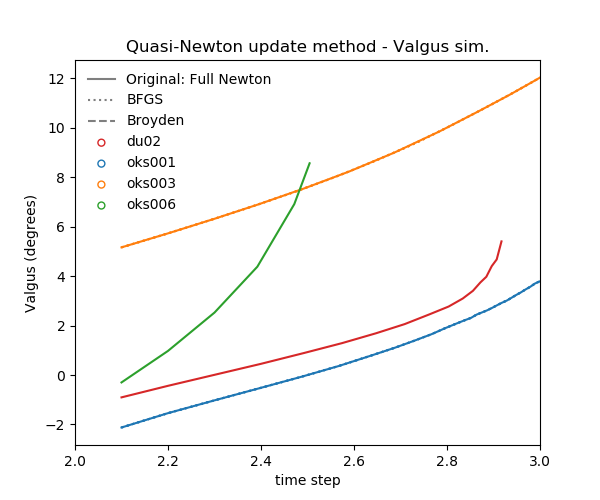 Quasi-Newton update method - Valgus sim.
Original: Full Newton
BFGS
Broyden
du02
oks001
oks003
oks006
Valgus (degrees)
12
10
8
6
4
2
0
−2
2.0 2.2 2.4 2.6 2.8 3.0
time step